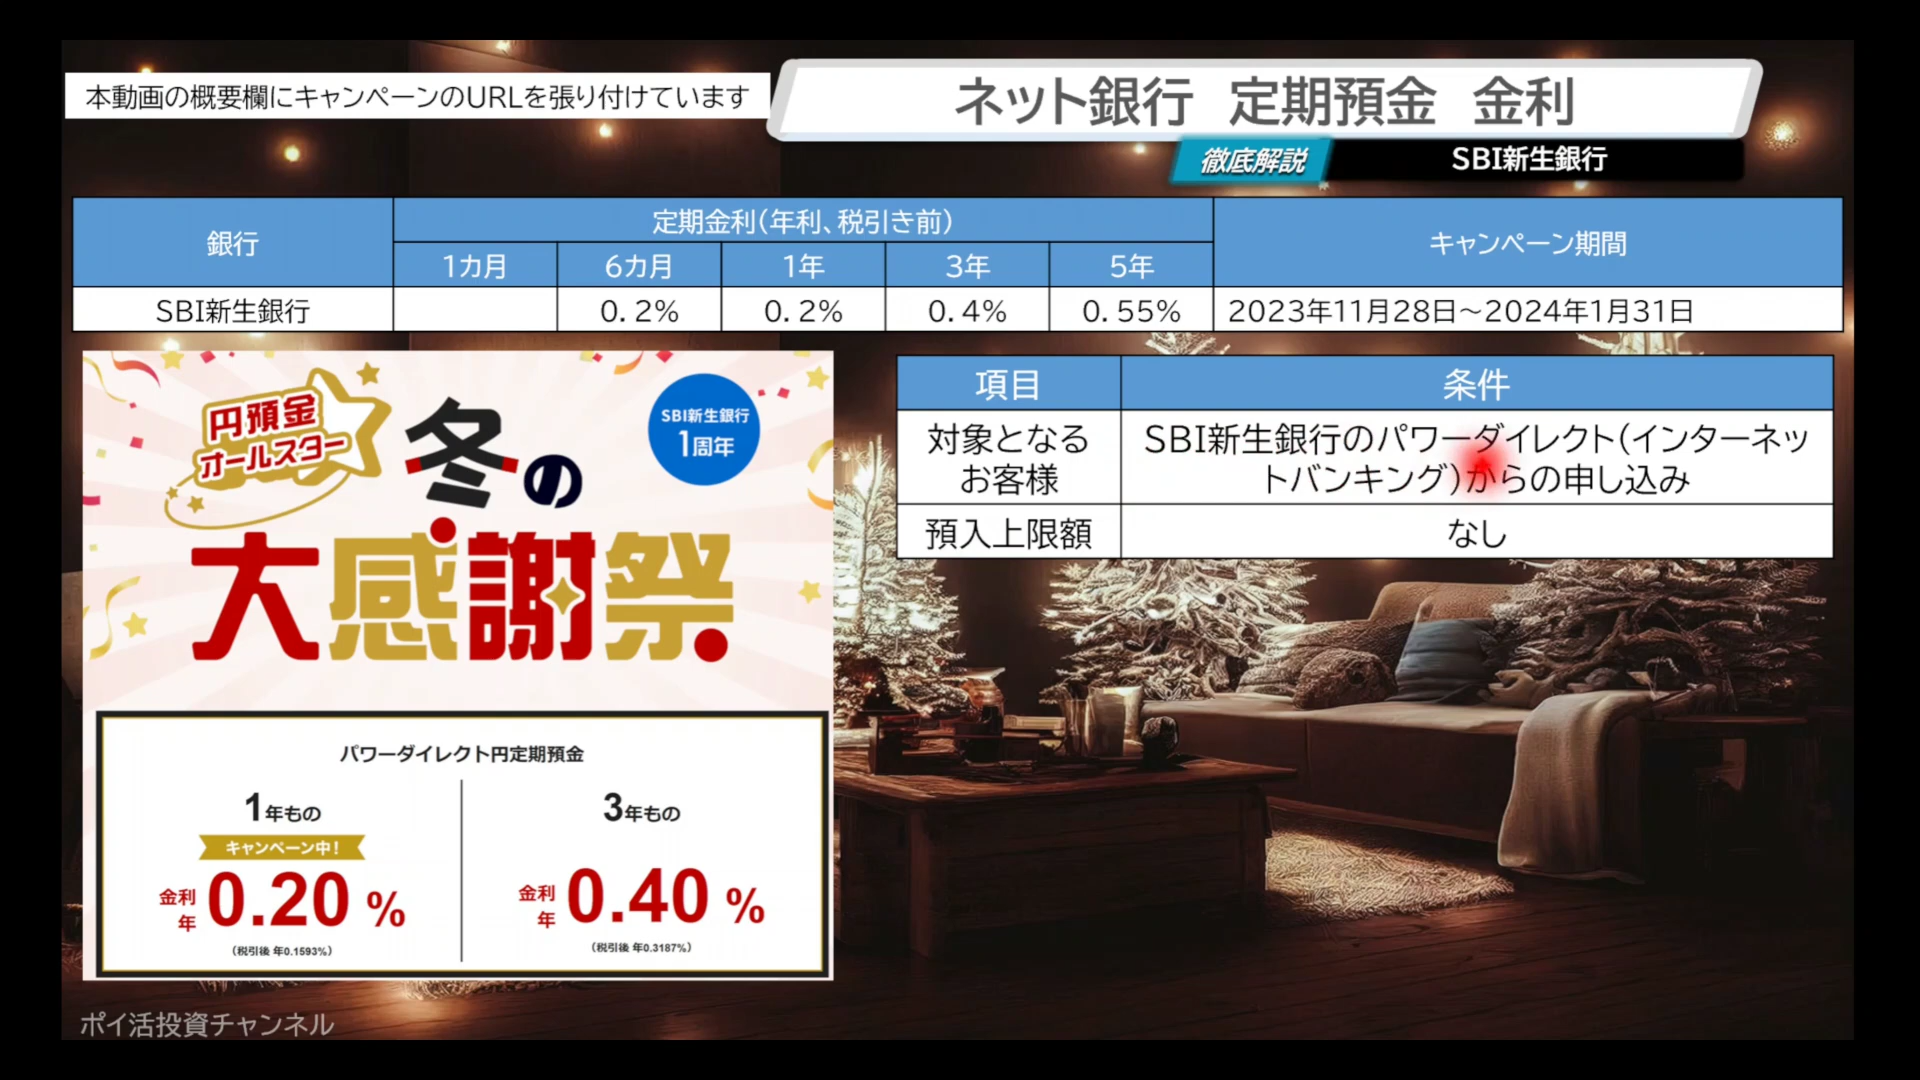 本動画の概要欄にキャンペーンのURLを張り付けています
ネット銀行　定期預金　金利
徹底解説
SBI新生銀行
銀行
定期金利(年利、税引き前)
キャンペーン期間
1カ月
6カ月
1年
3年
5年
SBI新生銀行
0.2%
0.2%
0.4%
0.55%
2023年11月28日～2024年1月31日
円預金
オールスター
冬の
SBI新生銀行
1周年
大感謝祭
項目
条件
対象となる
お客様
SBI新生銀行のパワーダイレクト(インターネッ
トバンキング)からの申し込み
預入上限額
なし
パワーダイレクト円定期預金
1年もの
キャンペーン中!
金利
年
0.20%
(税引後 年0.1593%)
3年もの
金利
年
0.40%
(税引後 年0.3187%)
ポイ活投資チャンネル